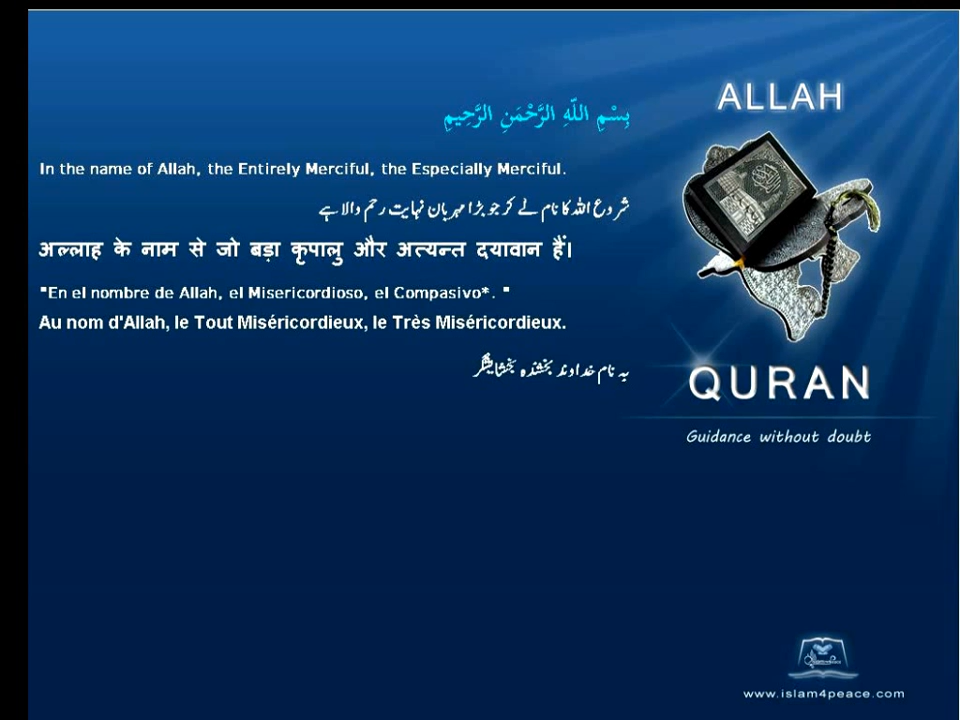 بِسْمِ اللّهِ الرَّحْمَنِ الرَّحِيمِ
In the name of Allah, the Entirely Merciful, the Especially Merciful.
شروع اللہ کا نام لے کر جو بڑا مہربان نہایت رحم والا ہے
अल्लाह के नाम से जो बड़ा कृपालु और अत्यन्त दयावान हैं।
"En el nombre de Allah, el Misericordioso, el Compasivo*. "
Au nom d'Allah, le Tout Miséricordieux, le Très Miséricordieux.
به نام خداوند بخشنده بخشایشگر
ALLAH
QURAN
Guidance without doubt
www.islam4peace.com